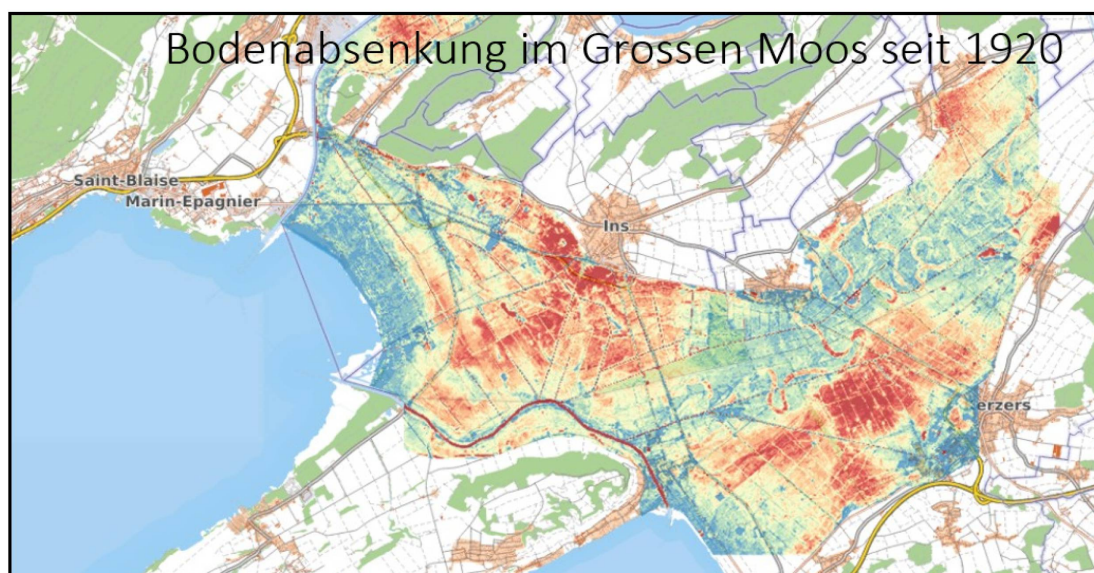 Bodenabsenkung im Grossen Moos seit 1920
Saint-Blaise
Marin-Epagnier
Ins
erzers